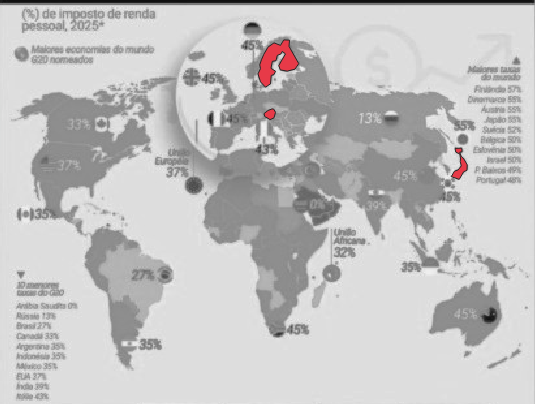 (%) de imposto de renda
pessoal, 2025*
Maiores economias do mundo
G20 nomeados
Maiores taxas
do mundo
Finlândia 57%
Dinamarca 56%
Áustria 55%
Japão 55%
Suécia 52%
Bélgica 50%
Eslovênia 50%
Israel 50%
P. Baixos 49%
Portugal 48%
45%
45%
45%
43%
33%
37%
35%
União
Europeia
37%
13%
55%
45%
45%
39%
0%
União
Africana
32%
35%
27%
35%
45%
45%
10 menores
taxas do G20
Arábia Saudita 0%
Rússia 13%
Brasil 27%
Canadá 33%
Argentina 35%
Indonésia 35%
México 35%
EUA 37%
Índia 39%
Itália 43%